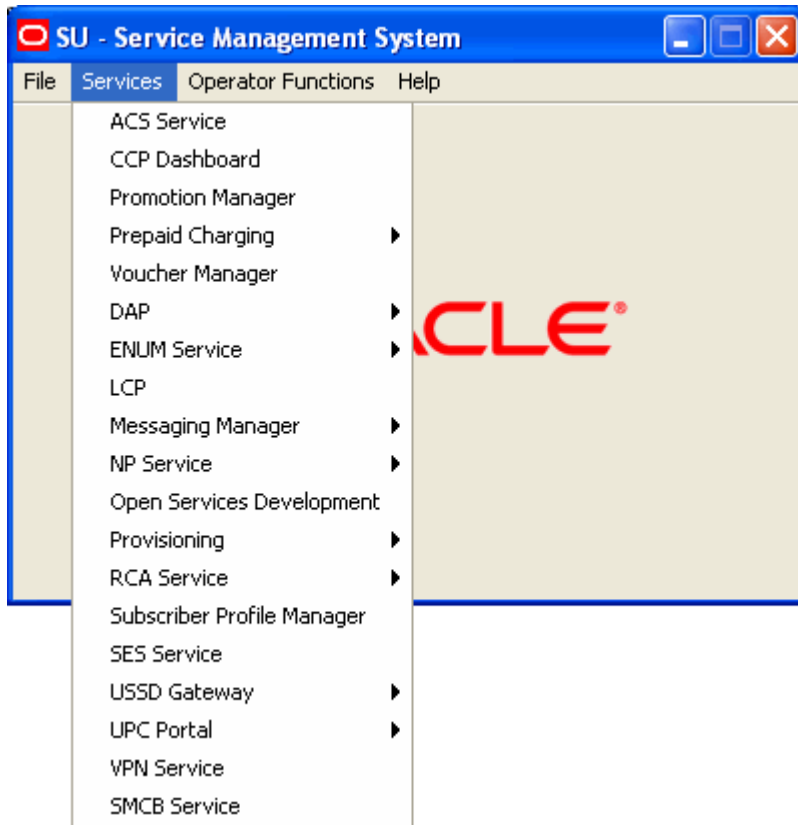 SU - Service Management System
File Services Operator Functions Help
ACS Service
CCP Dashboard
Promotion Manager
Prepaid Charging
Voucher Manager
DAP
ENUM Service
LCP
Messaging Manager
NP Service
Open Services Development
Provisioning
RCA Service
Subscriber Profile Manager
SES Service
USSD Gateway
UPC Portal
VPN Service
SMCB Service
ACLE®